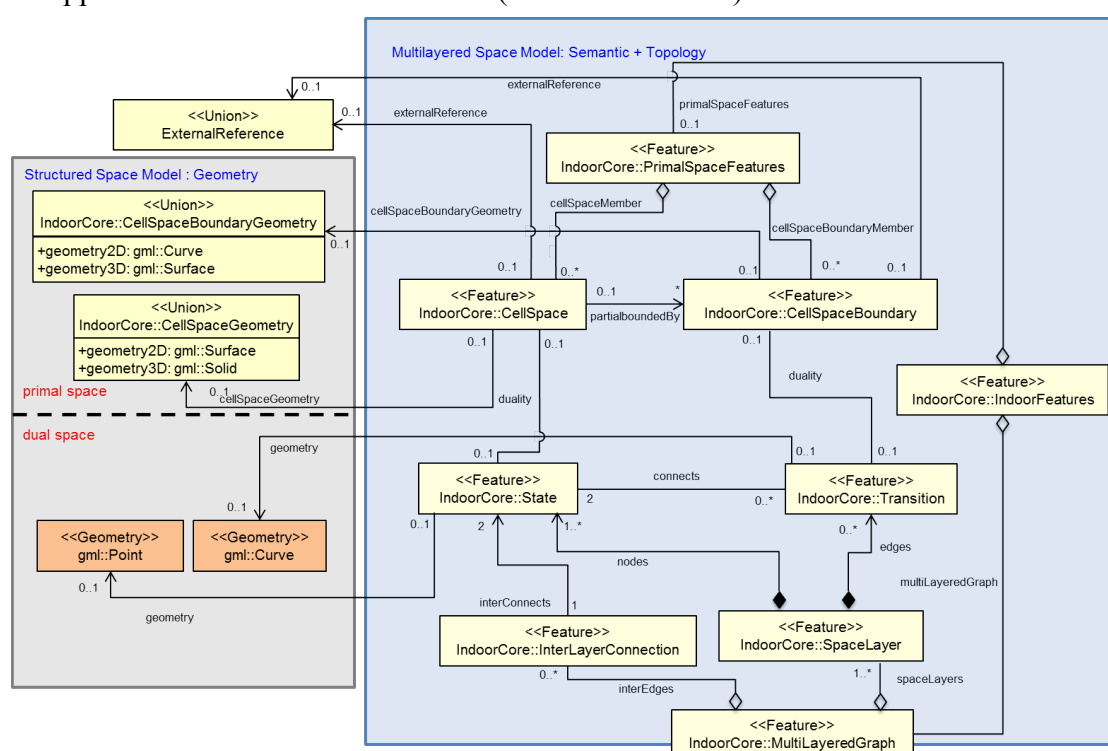 Multilayered Space Model: Semantic + Topology
0..1
externalReference
0..1
externalReference
primalSpaceFeatures
0..1
<<Union>>
ExternalReference
<<Feature>>
IndoorCore::PrimalSpaceFeatures
Structured Space Model : Geometry
<<Union>>
IndoorCore::CellSpaceBoundaryGeometry
+geometry2D: gml::Curve
+geometry3D: gml::Surface
cellSpaceBoundaryGeometry
0..1
cellSpaceMember
cellSpaceBoundaryMember
0..1
0..*
0..1
0..*
0..1
<<Union>>
IndoorCore::CellSpaceGeometry
+geometry2D: gml::Surface
+geometry3D: gml::Solid
<<Feature>>
IndoorCore::CellSpace
0..1
*
partialboundedBy
<<Feature>>
IndoorCore::CellSpaceBoundary
0..1
0..1
0..1
primal space
0..1
cellSpaceGeometry
duality
duality
<<Feature>>
IndoorCore::IndoorFeatures
dual space
geometry
0..1
0..1
0..1
<<Feature>>
IndoorCore::State
connects
2
0..*
<<Feature>>
IndoorCore::Transition
0..1
0..1
2
1..*
0..*
<<Geometry>>
gml::Point
<<Geometry>>
gml::Curve
nodes
edges
0..1
geometry
multiLayeredGraph
interConnects
1
<<Feature>>
IndoorCore::InterLayerConnection
<<Feature>>
IndoorCore::SpaceLayer
0..*
interEdges
1..*
spaceLayers
<<Feature>>
IndoorCore::MultiLayeredGraph